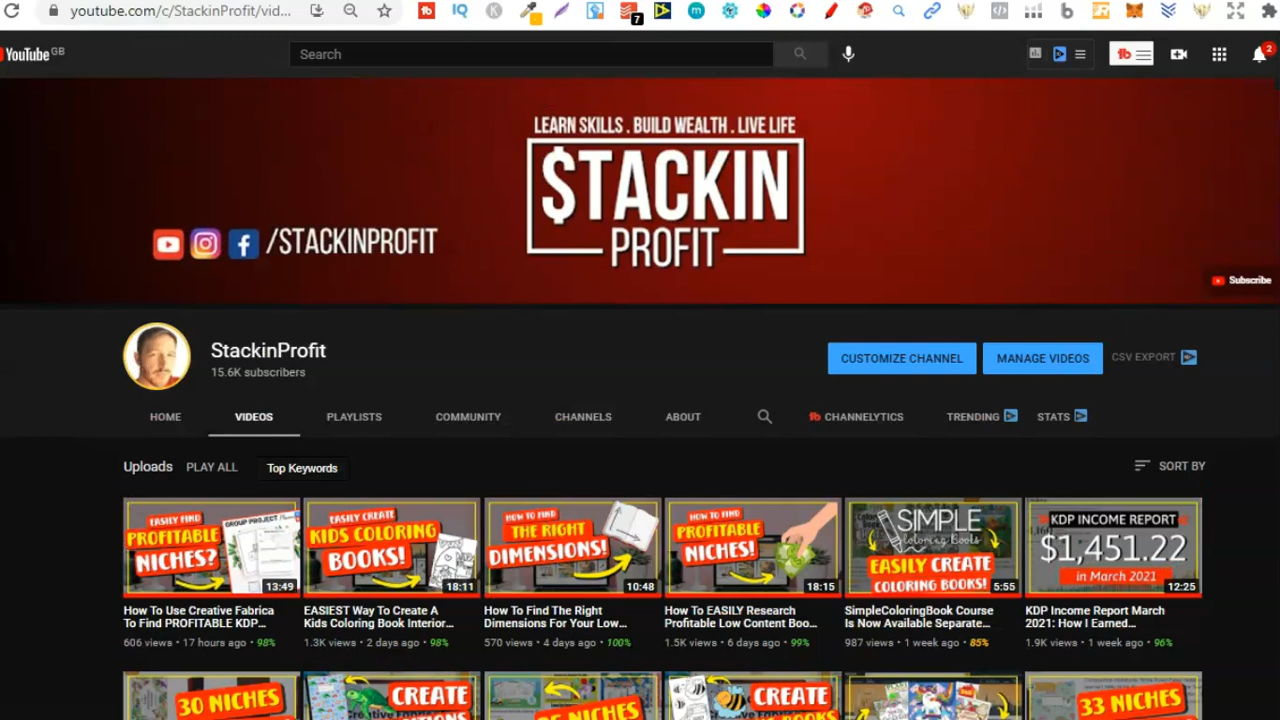 youtube.com/c/StackinProfit/vid...
7
YouTube GB
Search
2
LEARN SKILLS . BUILD WEALTH . LIVE LIFE
$TACKIN
PROFIT
/STACKINPROFIT
Subscribe
StackinProfit
15.6K subscribers
CUSTOMIZE CHANNEL
MANAGE VIDEOS
CSV EXPORT
HOME
VIDEOS
PLAYLISTS
COMMUNITY
CHANNELS
ABOUT
CHANNELYTICS
TRENDING
STATS
Uploads
PLAY ALL
Top Keywords
SORT BY
EASILY FIND
PROFITABLE
NICHES?
GROUP PROJECT
13:49
How To Use Creative Fabrica
To Find PROFITABLE KDP...
606 views • 17 hours ago • 98%
EASILY CREATE
KIDS COLORING
BOOKS!
18:11
EASIEST Way To Create A
Kids Coloring Book Interior...
1.3K views • 2 days ago • 98%
HOW TO FIND
THE RIGHT
DIMENSIONS!
10:48
How To Find The Right
Dimensions For Your Low...
570 views • 4 days ago • 100%
HOW TO FIND
PROFITABLE
NICHES!
18:15
How To EASILY Research
Profitable Low Content Boo...
1.5K views • 6 days ago • 99%
SIMPLE
Coloring Books
EASILY CREATE
COLORING BOOKS!
5:55
SimpleColoringBook Course
Is Now Available Separate...
987 views • 1 week ago • 85%
KDP INCOME REPORT
$1,451.22
in March 2021
12:25
KDP Income Report March
2021: How I Earned...
1.9K views • 1 week ago • 96%
30 NICHES
CREATE
NICHES
CREATE
33 NICHES